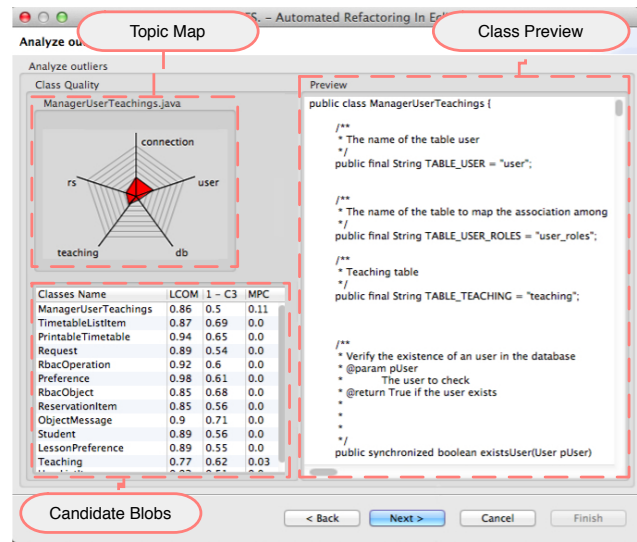 ES. – Automated Refactoring In Ecl
Topic Map
Class Preview
Analyze ou
Analyze outliers
Class Quality
ManagerUserTeachings.java
connection
user
db
teaching
rs
Classes Name LCOM 1 – C3 MPC
ManagerUserTeachings 0.86 0.5 0.11
TimetableListItem 0.87 0.69 0.0
PrintableTimetable 0.94 0.65 0.0
Request 0.89 0.54 0.0
RbacOperation 0.92 0.6 0.0
Preference 0.98 0.61 0.0
RbacObject 0.85 0.68 0.0
ReservationItem 0.85 0.56 0.0
ObjectMessage 0.9 0.71 0.0
Student 0.89 0.56 0.0
LessonPreference 0.89 0.55 0.0
Teaching 0.77 0.62 0.03
Candidate Blobs
Preview
public class ManagerUserTeachings {
/**
* The name of the table user
*/
public final String TABLE_USER = "user";
/**
* The name of the table to map the association among
*/
public final String TABLE_USER_ROLES = "user_roles";
/**
* Teaching table
*/
public final String TABLE_TEACHING = "teaching";
/**
* Verify the existence of an user in the database
* @param pUser
* The user to check
* @return True if the user exists
*
*
*
*/
public synchronized boolean existsUser(User pUser)
< Back Next > Cancel Finish